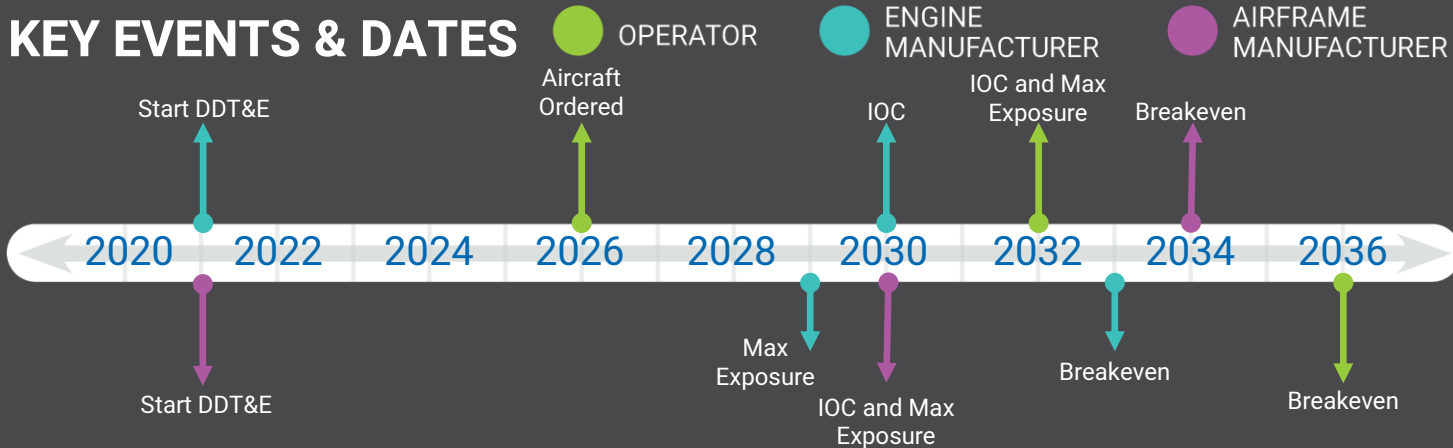 KEY EVENTS & DATES
OPERATOR
ENGINE
MANUFACTURER
AIRFRAME
MANUFACTURER
Start DDT&E
Aircraft
Ordered
IOC
IOC and Max
Exposure
Breakeven
2020 2022 2024 2026 2028 2030 2032 2034 2036
Start DDT&E
Max
Exposure
IOC and Max
Exposure
Breakeven
Breakeven